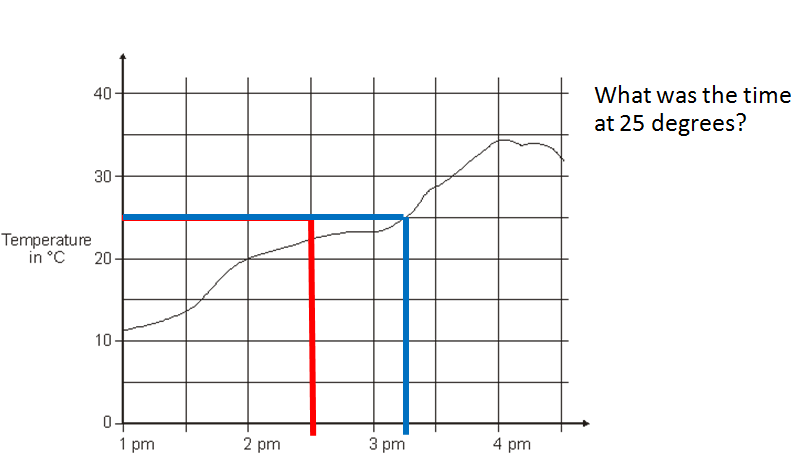 What was the time
at 25 degrees?
40
30
Temperature
in °C
20
10
0
1 pm
2 pm
3 pm
4 pm